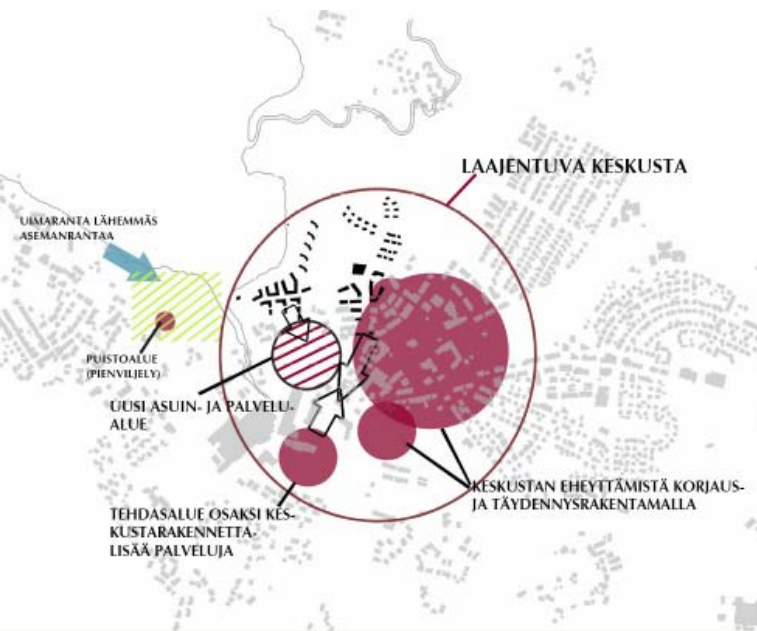 LAAJENTUVA KESKUSTA
UIMARANTA LÄHEMMÄS
ASEMANRANTAA
PUISTOALUE
(PIENVILJELY)
UUSI ASUIN- JA PALVELU-
ALUE
KESKUSTAN EHEYTTÄMISTÄ KORJAUS-
JA TÄYDENNYSRAKENTAMALLA
TEHDASALUE OSAKSI KES-
KUSTARAKENNETTA-
LISÄÄ PALVELUJA